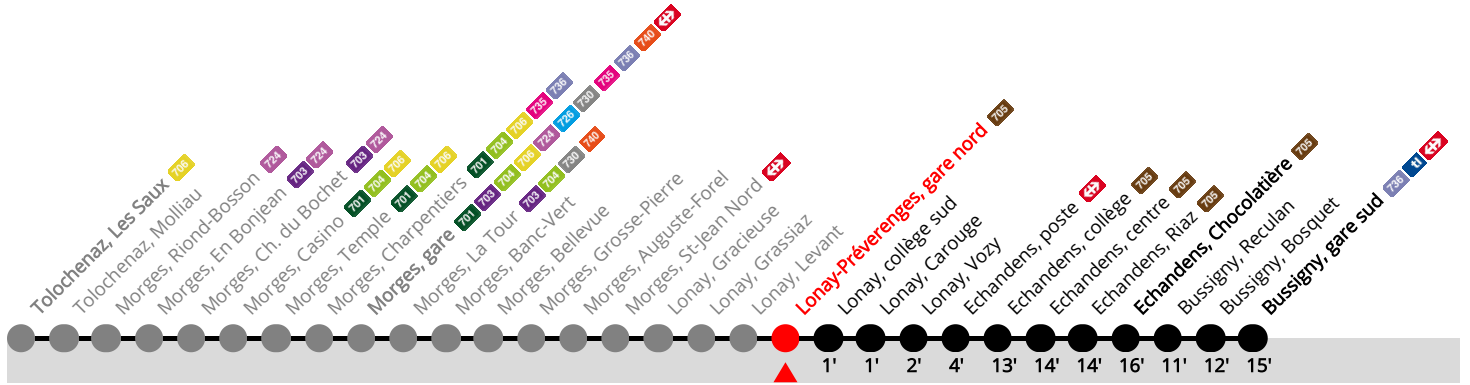 Tolochenaz, Les Saux 706
Tolochenaz, Molliau
Morges, Riond-Bosson 724
Morges, En Bonjean 703 724
Morges, Ch. du Bochet 703 724
Morges, Casino 701 704 706
Morges, Temple 701 704 706
Morges, Charpentiers 701 704 706 735 736
Morges, gare 701 703 704 706 724 726 730 735 736 740
Morges, La Tour 703 704 730 740
Morges, Banc-Vert
Morges, Bellevue
Morges, Grosse-Pierre
Morges, Auguste-Forel
Morges, St-Jean Nord
Lonay, Gracieuse
Lonay, Grassiaz
Lonay, Levant
Lonay-Préverenges, gare nord 705
Lonay, collège sud
Lonay, Carouge
Lonay, Vozy
Echandens, poste
Echandens, collège 705
Echandens, centre 705
Echandens, Riaz 705
Echandens, Chocolatière 705
Bussigny, Reculan
Bussigny, Bosquet
Bussigny, gare sud 736 tl
1' 1' 2' 4' 13' 14' 14' 16' 11' 12' 15'